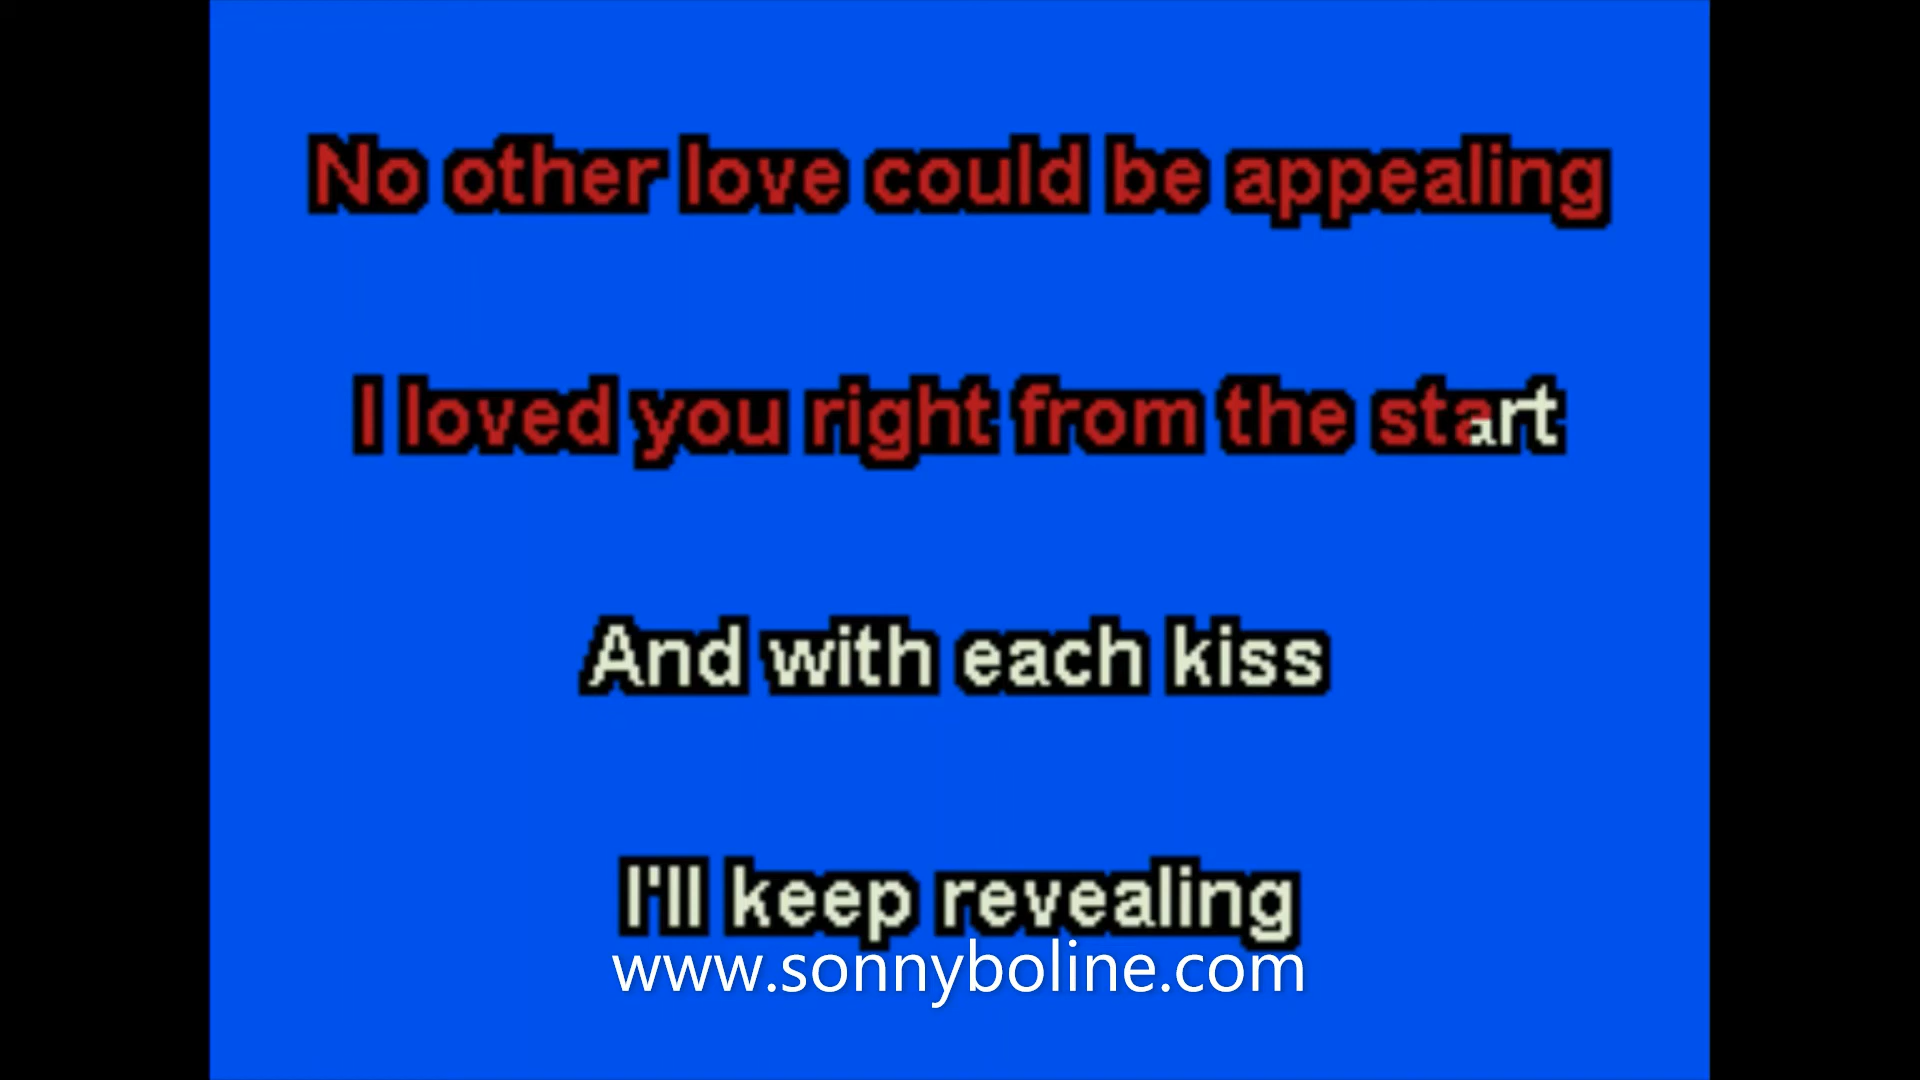 No other love could be appealing
I loved you right from the start
And with each kiss
I'll keep revealing
www.sonnyboline.com